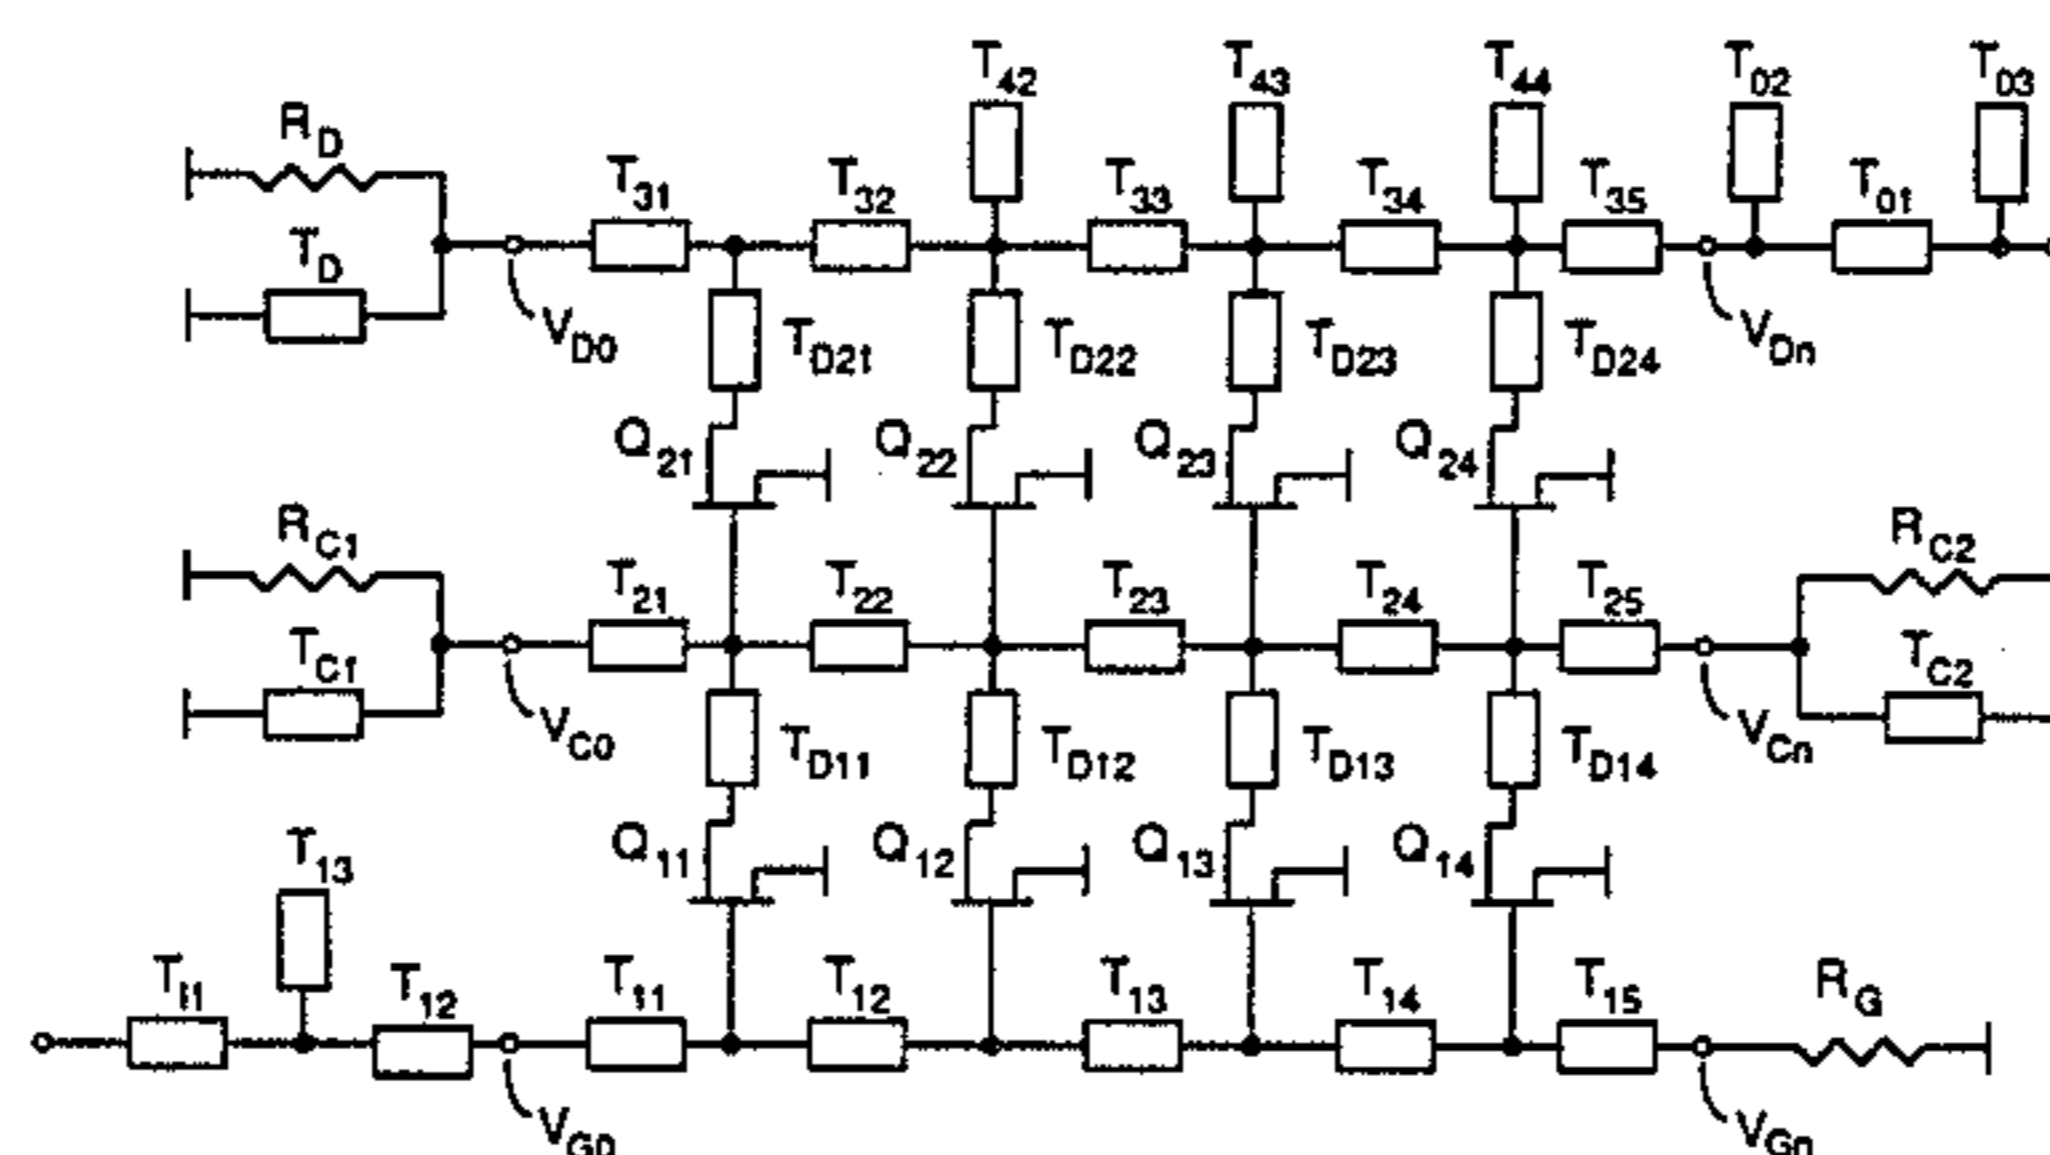 T42 T43 T44 T02 T03
RD
T31 T32 T33 T34 T35 T01
TD
VD0 TD21 TD22 TD23 TD24 VDn
Q21 Q22 Q23 Q24
RC1 RC2
T21 T22 T23 T24 T25
TC1 TC2
VC0 TD11 TD12 TD13 TD14 VCn
Q11 Q12 Q13 Q14
T13
TI1 T12 T11 T12 T13 T14 T15 RG
VG0 VGn